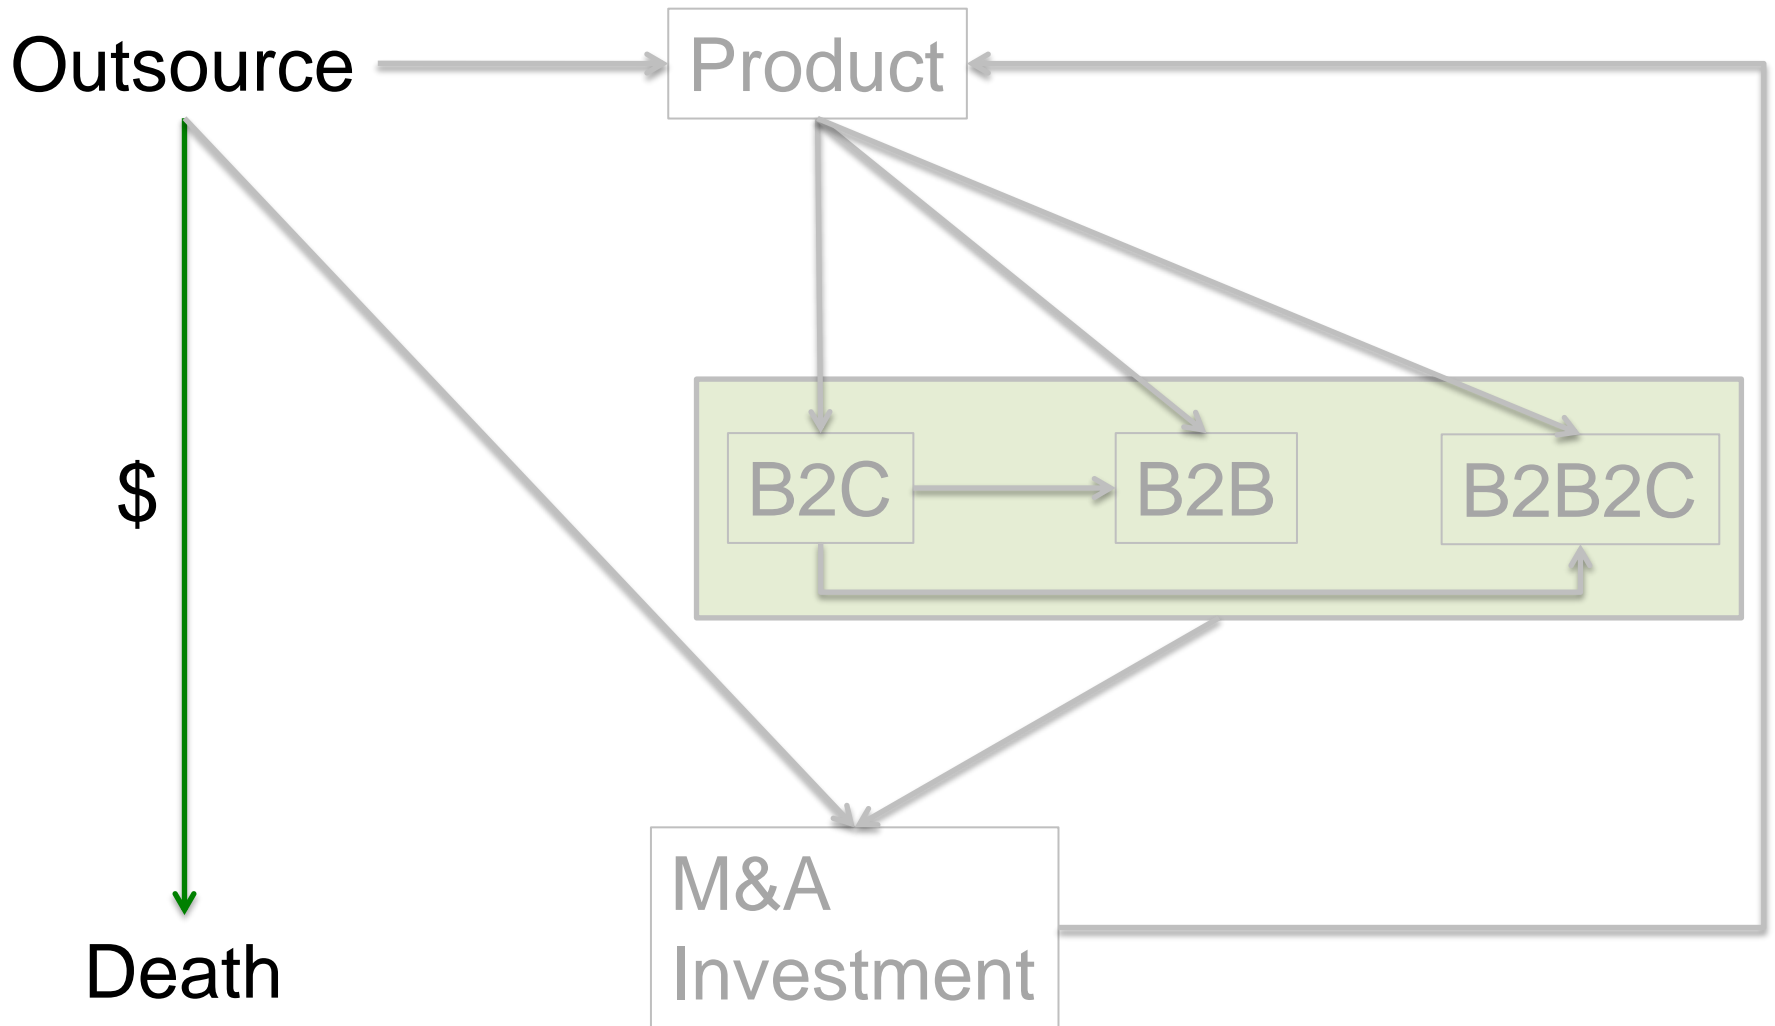 Outsource
Product
$
B2C
B2B
B2B2C
M&A
Investment
Death